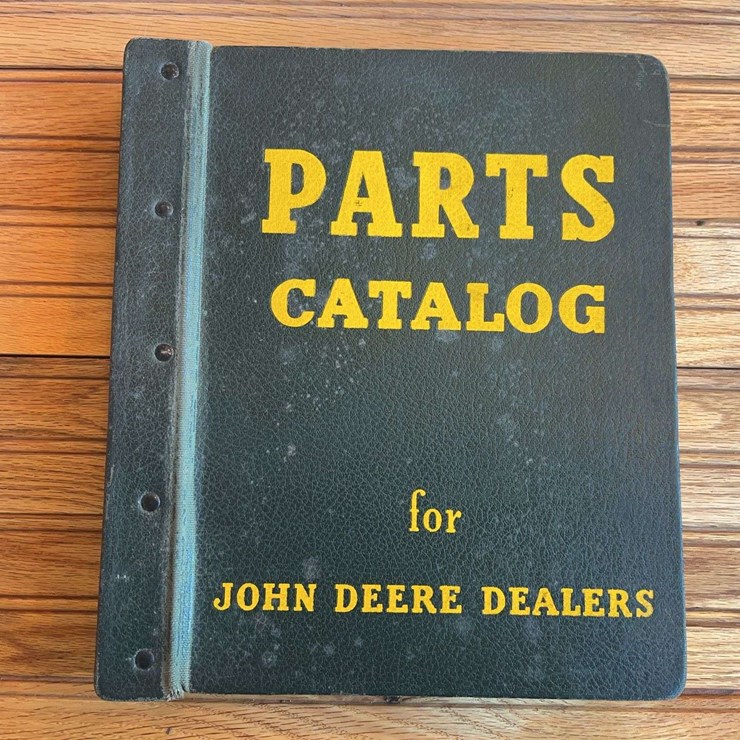 PARTS
CATALOG
for
JOHN DEERE DEALERS